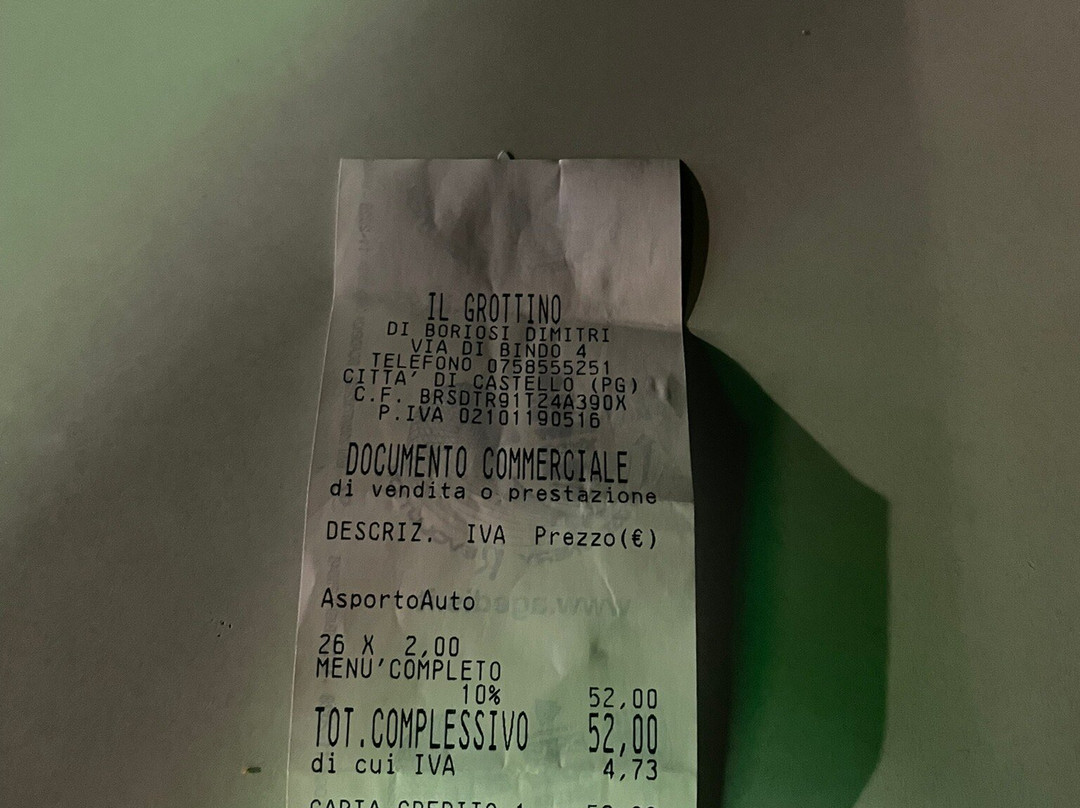 IL GROTTINO
DI BORIOSI DIMITRI
VIA DI BINDO 4
TELEFONO 0758555251
CITTA' DI CASTELLO (PG)
C.F. BRSDTR91T24A390X
P.IVA 02101190516
DOCUMENTO COMMERCIALE
di vendita o prestazione
DESCRIZ. IVA Prezzo(€)
AsportoAuto
26 X 2,00
MENU'COMPLETO
10% 52,00
TOT.COMPLESSIVO 52,00
di cui IVA 4,73
CARTA CREDITO